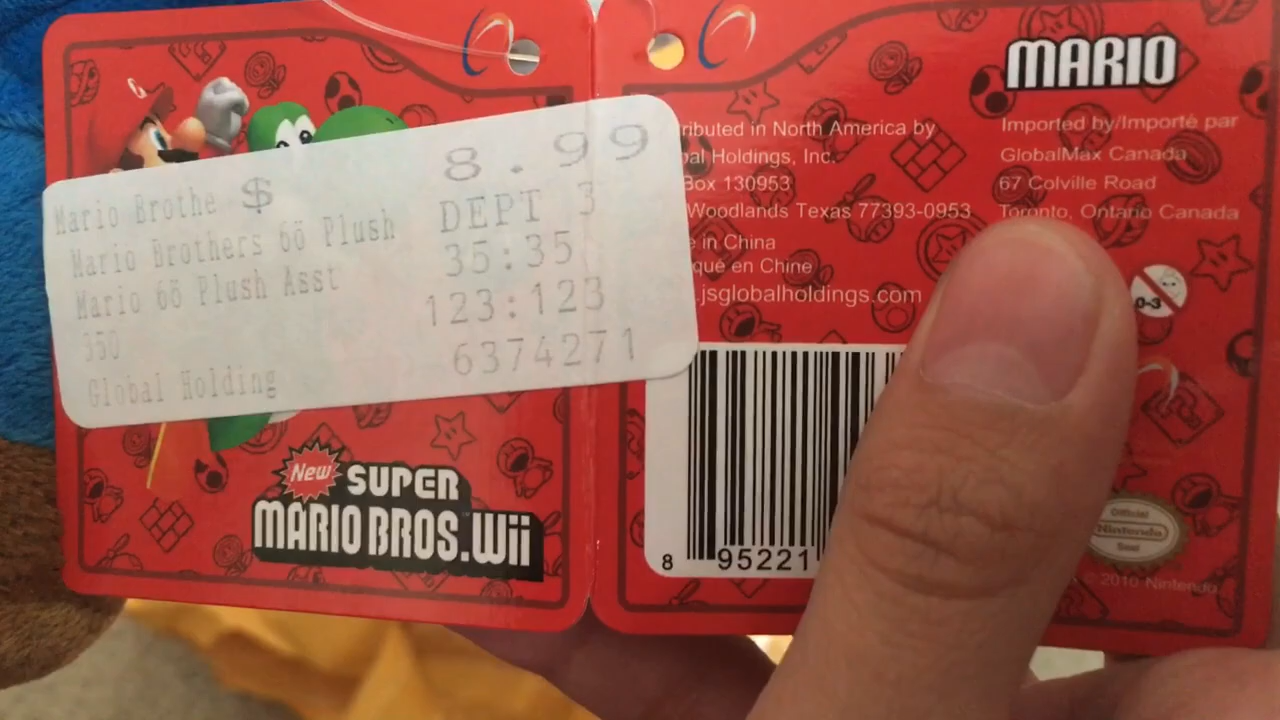 Mario Brothe $ 8.99
Mario Brothers 6ö Plush DEPT 3
Mario 6ö Plush Asst 35:35
350 123:123
Global Holding 6374271
New SUPER
MARIO BROS.Wii
MARIO
ributed in North America by
bal Holdings, Inc.
Box 130953
Woodlands Texas 77393-0953
e in China
qué en Chine
.jsglobalholdings.com
Imported by/Importé par
GlobalMax Canada
67 Colville Road
Toronto, Ontario Canada
0-3
8 95221
Official
Nintendo
Seal
© 2010 Nintendo